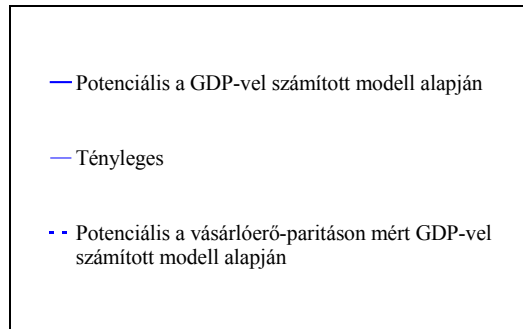 Potenciális a GDP-vel számított modell alapján
Tényleges
Potenciális a vásárlóerő-paritáson mért GDP-vel
számított modell alapján